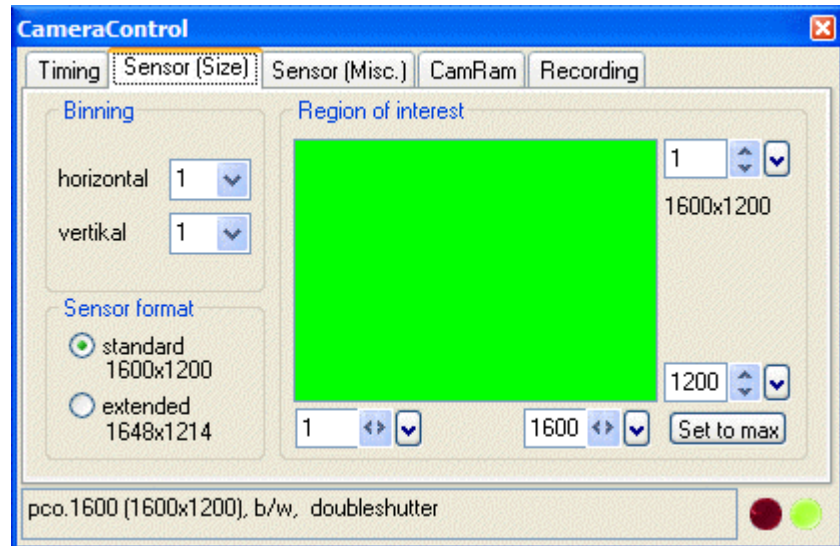 CameraControl
Timing Sensor (Size) Sensor (Misc.) CamRam Recording
Binning
horizontal 1
vertikal 1
Sensor format
standard
1600x1200
extended
1648x1214
Region of interest
1
1600x1200
1200
1 1600 Set to max
pco.1600 (1600x1200), b/w, doubleshutter